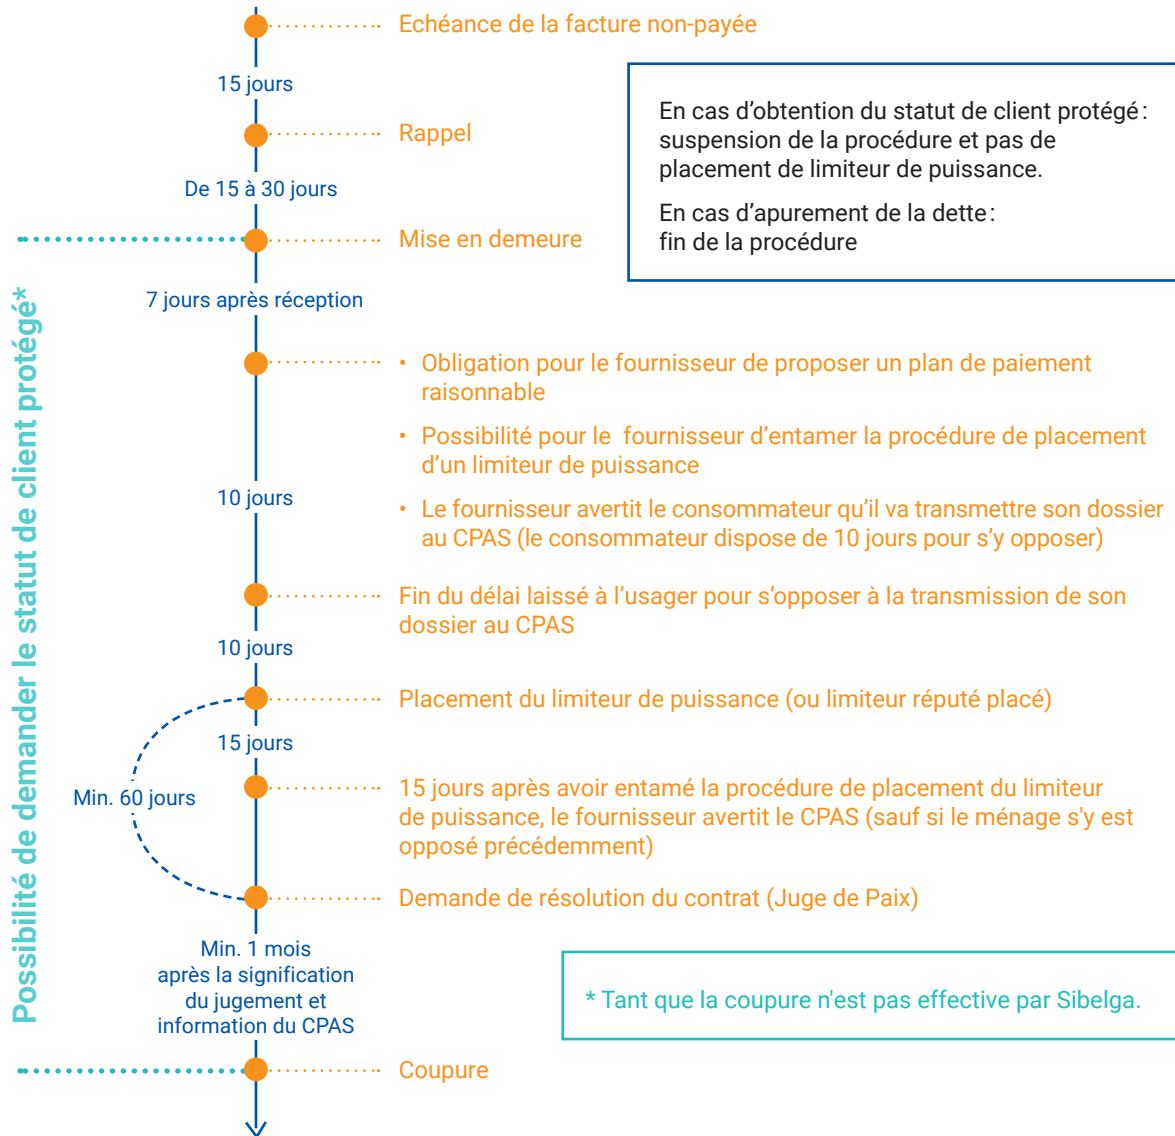 Echéance de la facture non-payée
15 jours
En cas d'obtention du statut de client protégé :
suspension de la procédure et pas de
placement de limiteur de puissance.
En cas d'apurement de la dette :
fin de la procédure
Rappel
De 15 à 30 jours
Mise en demeure
Possibilité de demander le statut de client protégé*
7 jours après réception
• Obligation pour le fournisseur de proposer un plan de paiement
raisonnable
• Possibilité pour le fournisseur d'entamer la procédure de placement
d'un limiteur de puissance
10 jours
• Le fournisseur avertit le consommateur qu'il va transmettre son dossier
au CPAS (le consommateur dispose de 10 jours pour s'y opposer)
Fin du délai laissé à l'usager pour s'opposer à la transmission de son
dossier au CPAS
10 jours
Placement du limiteur de puissance (ou limiteur réputé placé)
15 jours
Min. 60 jours
15 jours après avoir entamé la procédure de placement du limiteur
de puissance, le fournisseur avertit le CPAS (sauf si le ménage s'y est
opposé précédemment)
Demande de résolution du contrat (Juge de Paix)
Min. 1 mois
après la signification
du jugement et
information du CPAS
* Tant que la coupure n'est pas effective par Sibelga.
Coupure